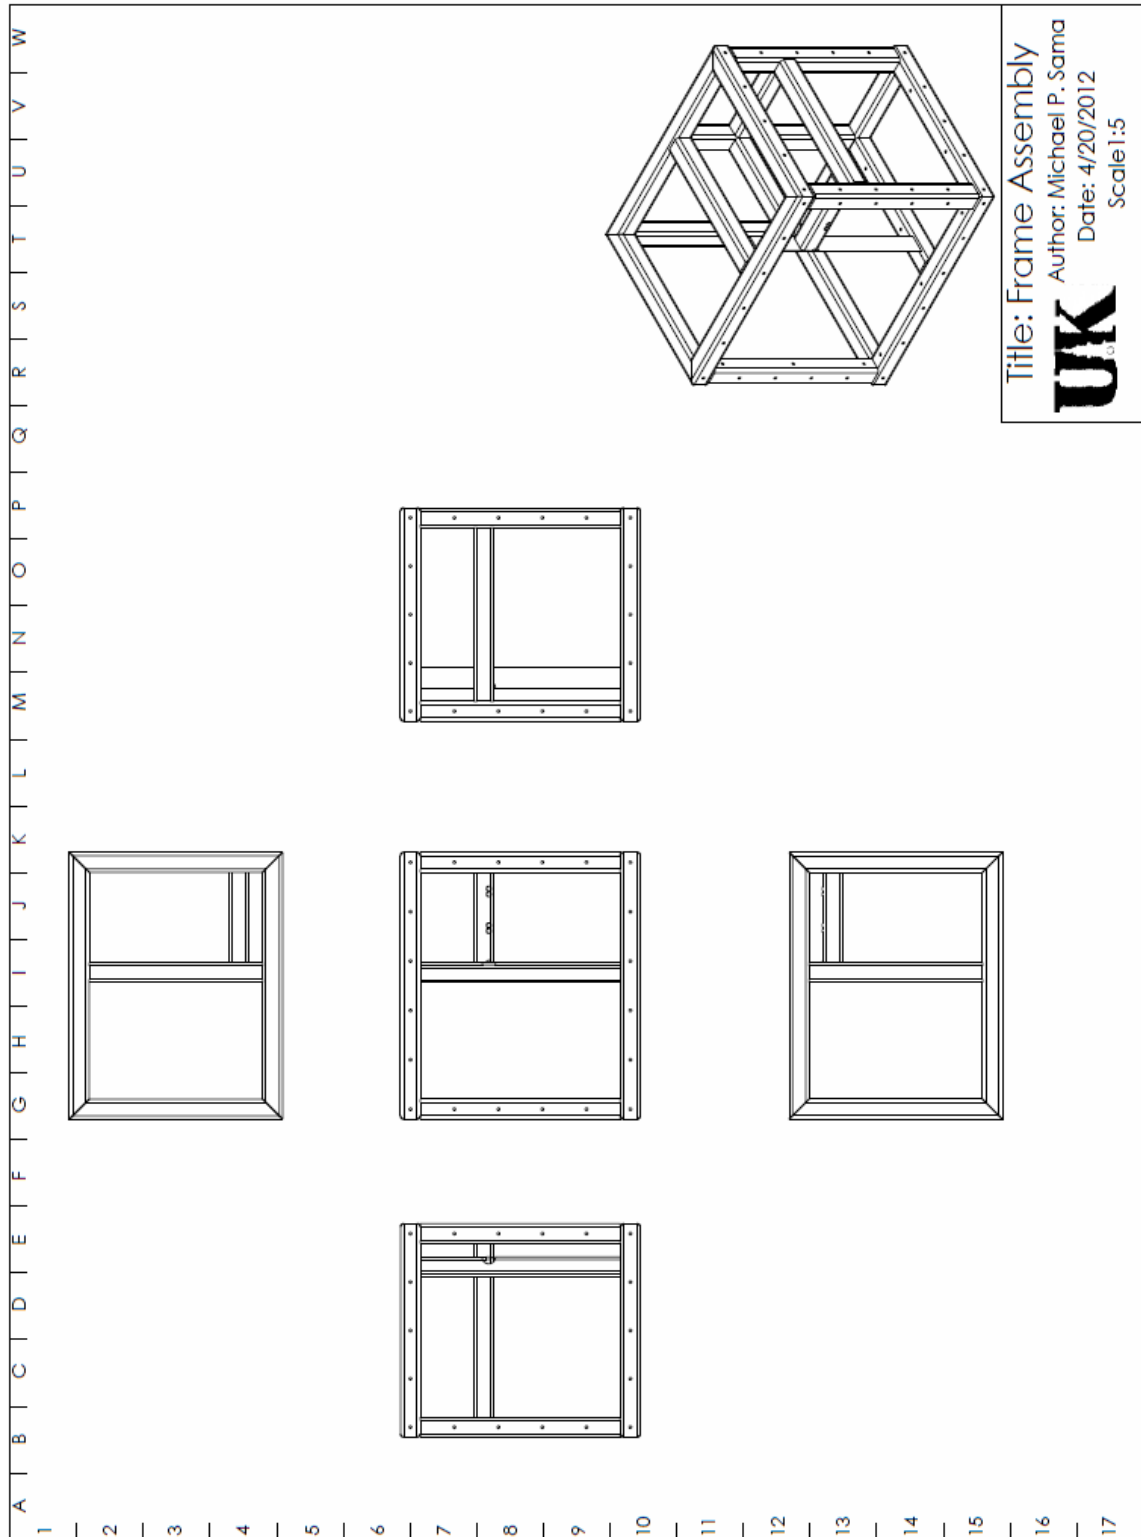 A | B | C | D | E | F | G | H | I | J | K | L | M | N | O | P | Q | R | S | T | U | V | W
1
2
3
4
5
6
7
8
9
10
11
12
13
14
15
16
17
Title: Frame Assembly
UK
Author: Michael P. Sama
Date: 4/20/2012
Scale1:5